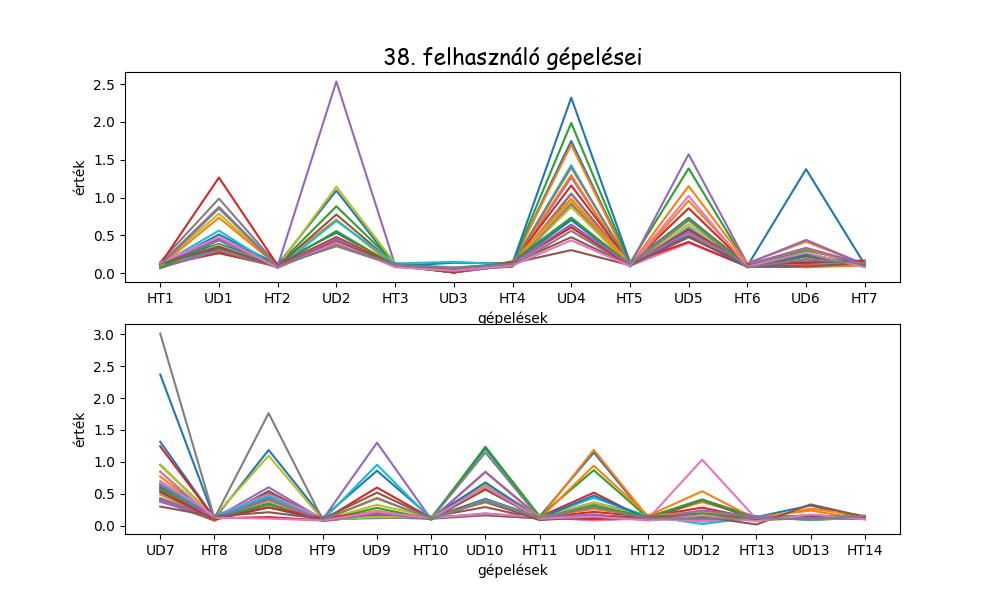 38. felhasználó gépelései
érték
2.5
2.0
1.5
1.0
0.5
0.0
HT1 UD1 HT2 UD2 HT3 UD3 HT4 UD4 HT5 UD5 HT6 UD6 HT7
gépelések
érték
3.0
2.5
2.0
1.5
1.0
0.5
0.0
UD7 HT8 UD8 HT9 UD9 HT10 UD10 HT11 UD11 HT12 UD12 HT13 UD13 HT14
gépelések